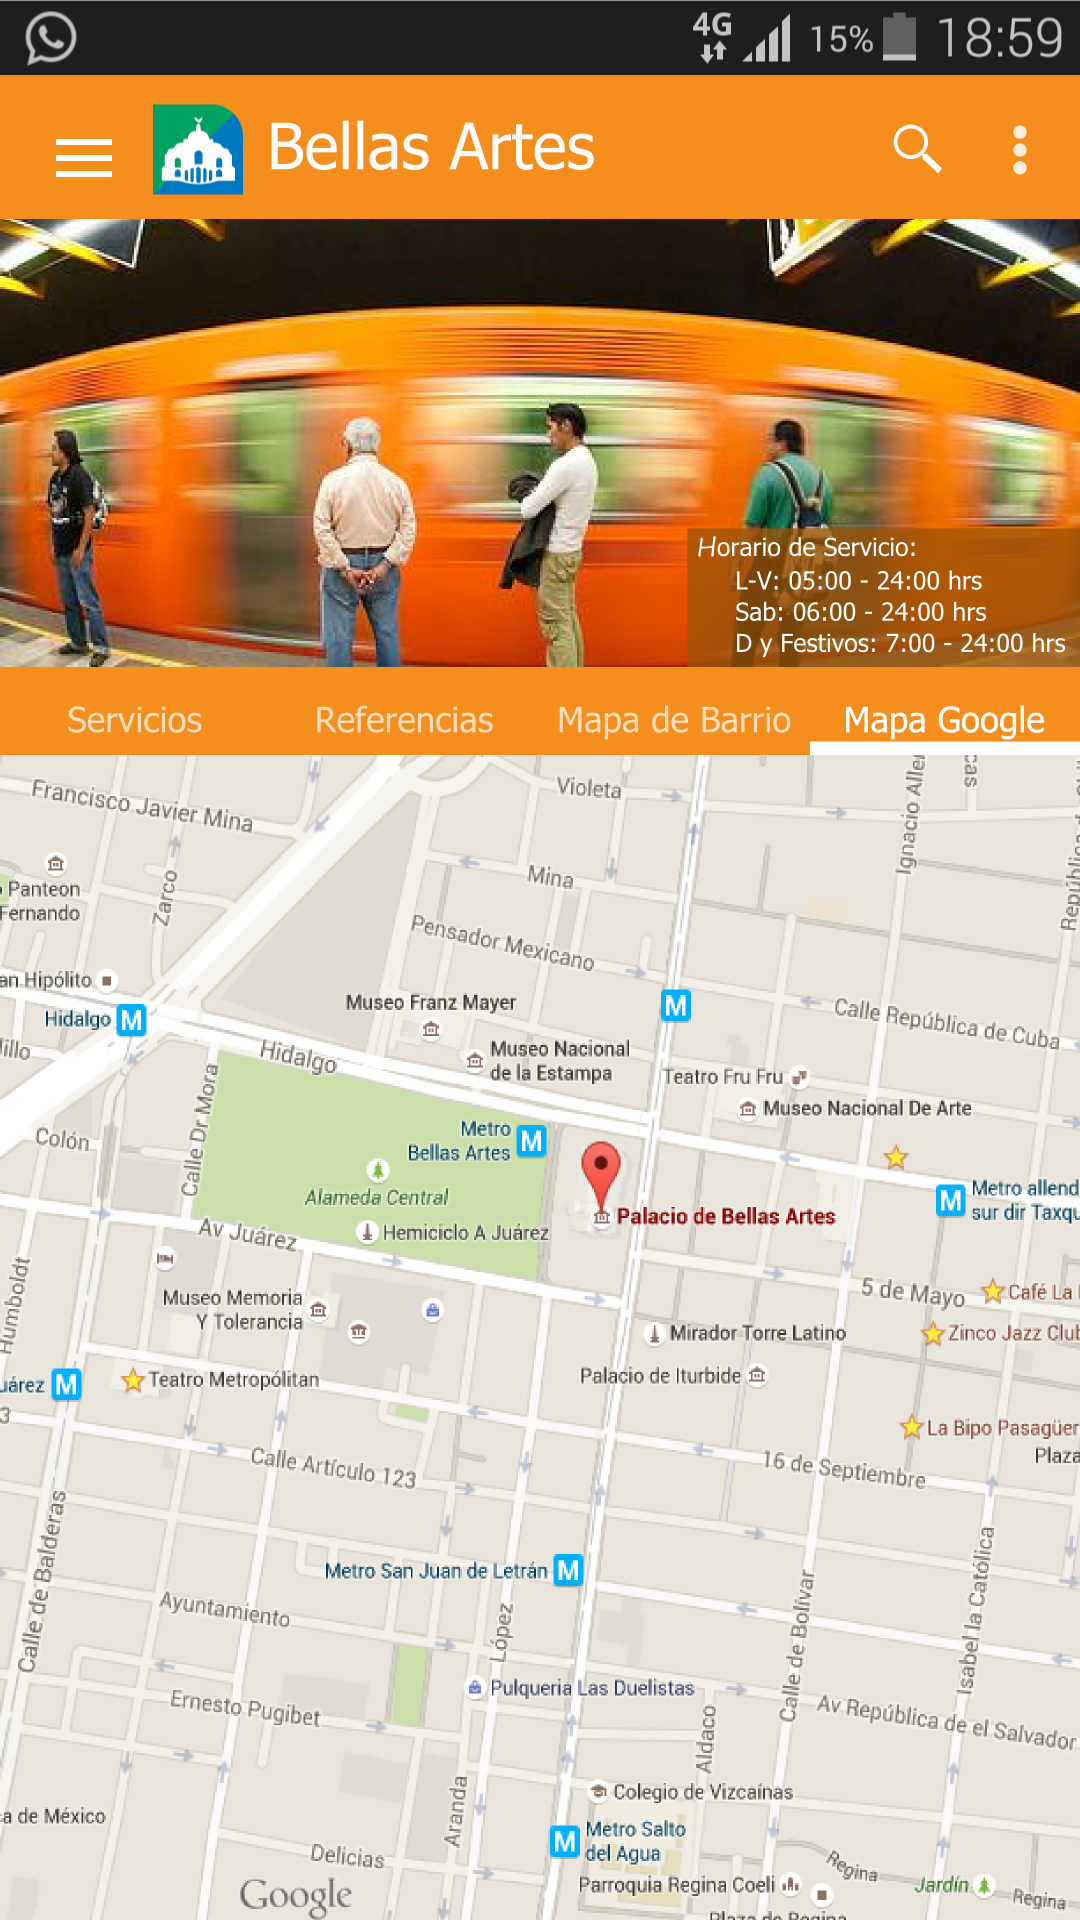 4G 15% 18:59
Bellas Artes
Horario de Servicio:
L-V: 05:00 - 24:00 hrs
Sab: 06:00 - 24:00 hrs
D y Festivos: 7:00 - 24:00 hrs
Servicios Referencias Mapa de Barrio Mapa Google
Francisco Javier Mina
Violeta
Ignacio Allen
cas
Mina
Panteon
Fernando
Zarco
Pensador Mexicano
República d
an Hipólito
Hidalgo M
Museo Franz Mayer
M
Calle República de Cuba
illo
Hidalgo
Museo Nacional
de la Estampa
Teatro Fru Fru
Museo Nacional De Arte
Colón
Calle Dr Mora
Metro
Bellas Artes M
Alameda Central
Palacio de Bellas Artes
M Metro allend
sur dir Taxqu
Av Juárez
Hemiciclo A Juárez
Humboldt
Museo Memoria
Y Tolerancia
5 de Mayo
Café La
Mirador Torre Latino
Zinco Jazz Club
Palacio de Iturbide
uárez M
Teatro Metropólitan
3
La Bipo Pasagüer
Plaza
Calle Artículo 123
16 de Septiembre
Calle de Balderas
Metro San Juan de Letrán M
Isabel la Católica
Ayuntamiento
López
Calle de Bolívar
Pulqueria Las Duelistas
Ernesto Pugibet
Aldaco
Av República de el Salvador
Aranda
Colegio de Vizcaínas
a de México
M Metro Salto
del Agua
Delicias
Regina
Parroquia Regina Coeli
Jardín
Regina
Google
Plaza de Regina